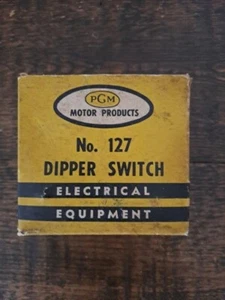 PGM
MOTOR PRODUCTS
No. 127
DIPPER SWITCH
ELECTRICAL
EQUIPMENT